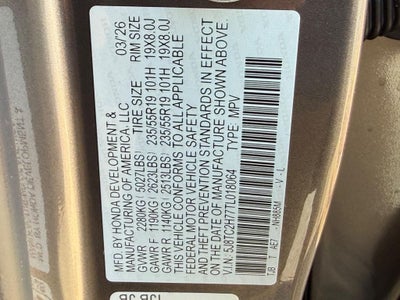 MFD. BY HONDA DEVELOPMENT & 03/26
MANUFACTURING OF AMERICA, LLC
TIRE SIZE RIM SIZE
GVWR 2280KG (5027LBS)
GAWR F 1190KG (2623LBS) 235/55R19 101H 19X8.0J
GAWR R 1140KG (2513LBS) 235/55R19 101H 19X8.0J
THIS VEHICLE CONFORMS TO ALL APPLICABLE
FEDERAL MOTOR VEHICLE SAFETY AND
THEFT PREVENTION STANDARDS IN EFFECT
ON THE DATE OF MANUFACTURE SHOWN ABOVE.
V.I.N. 5J8TC2H77TL018064 TYPE: MPV